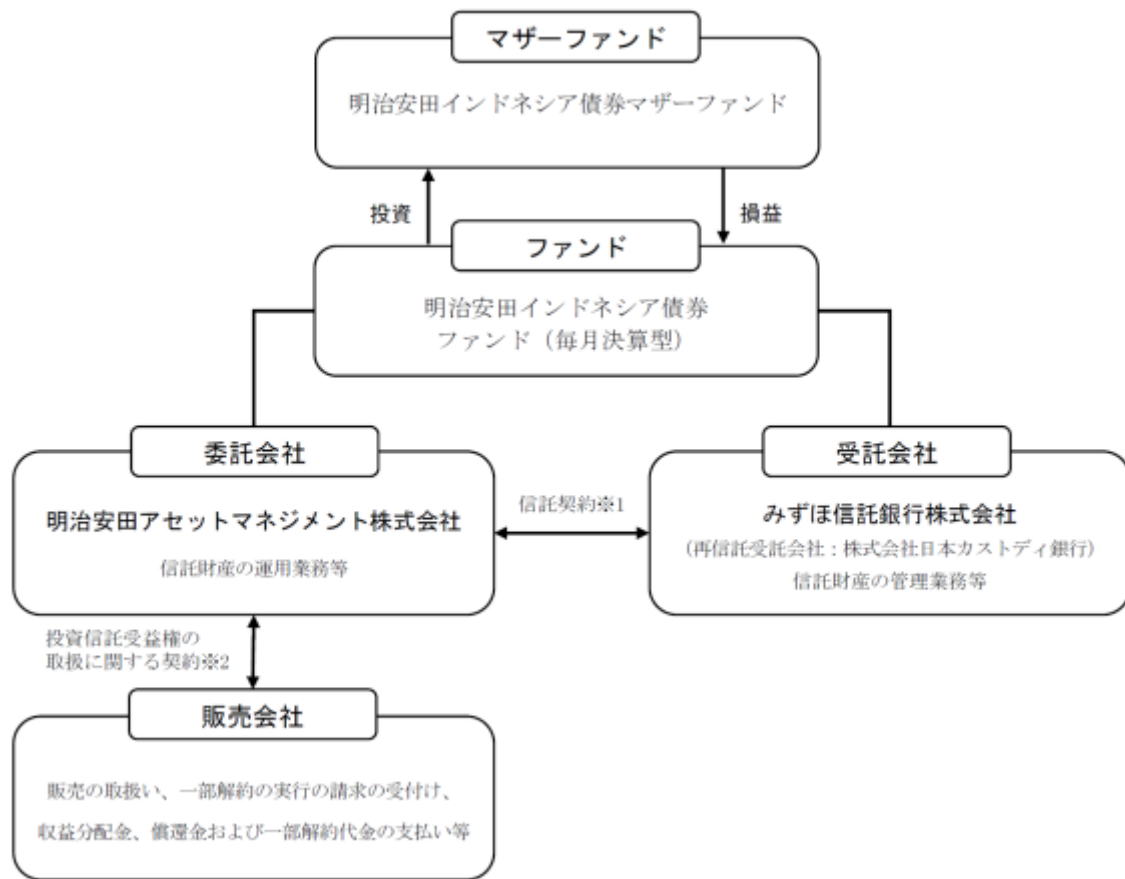 マザーファンド
明治安田インドネシア債券マザーファンド
投資
損益
ファンド
明治安田インドネシア債券
ファンド（毎月決算型）
委託会社
明治安田アセットマネジメント株式会社
信託財産の運用業務等
信託契約※1
受託会社
みずほ信託銀行株式会社
（再信託受託会社：株式会社日本カストディ銀行）
信託財産の管理業務等
投資信託受益権の
取扱に関する契約※2
販売会社
販売の取扱い、一部解約の実行の請求の受付け、
収益分配金、償還金および一部解約代金の支払い等